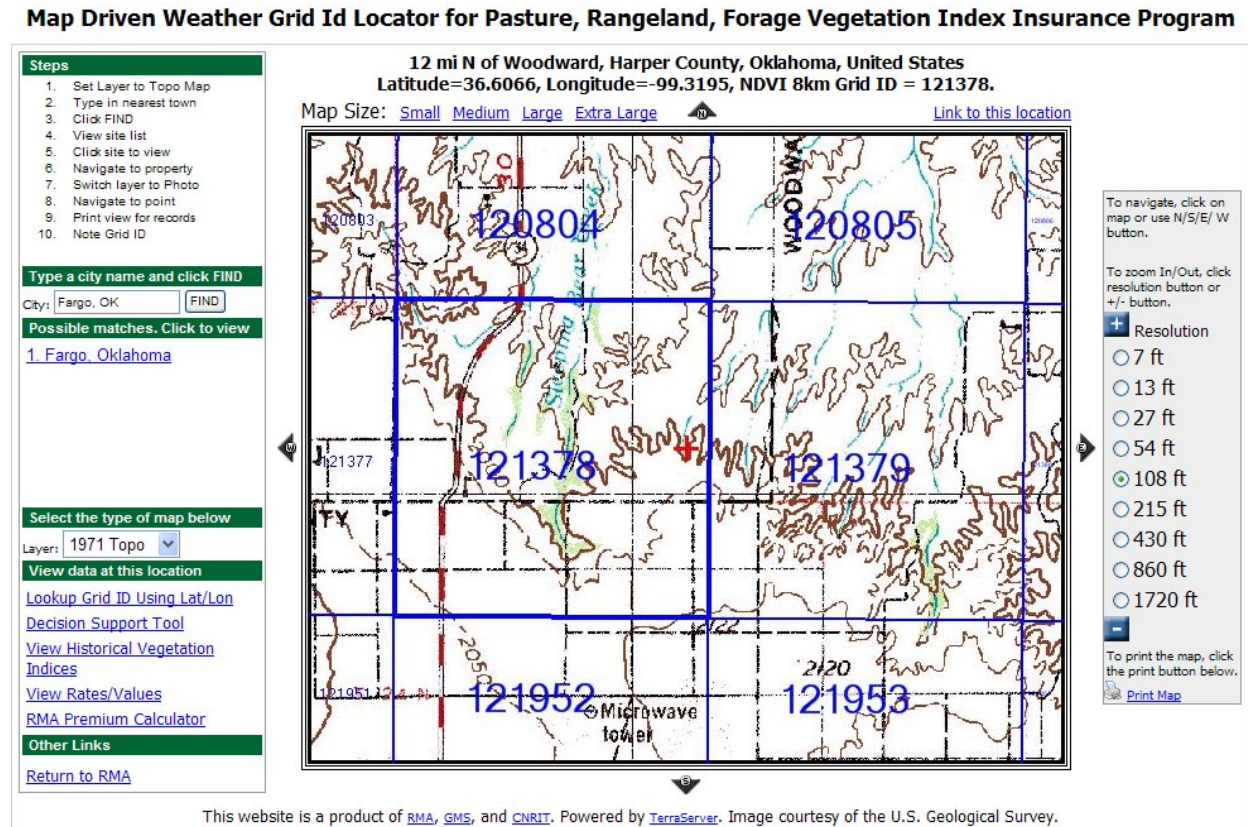 Map Driven Weather Grid Id Locator for Pasture, Rangeland, Forage Vegetation Index Insurance Program
Steps
1. Set Layer to Topo Map
2. Type in nearest town
3. Click FIND
4. View site list
5. Click site to view
6. Navigate to property
7. Switch layer to Photo
8. Navigate to point
9. Print view for records
10. Note Grid ID
Type a city name and click FIND
City: Fargo, OK FIND
Possible matches. Click to view
1. Fargo, Oklahoma
Select the type of map below
Layer: 1971 Topo
View data at this location
Lookup Grid ID Using Lat/Lon
Decision Support Tool
View Historical Vegetation
Indices
View Rates/Values
RMA Premium Calculator
Other Links
Return to RMA
12 mi N of Woodward, Harper County, Oklahoma, United States
Latitude=36.6066, Longitude=-99.3195, NDVI 8km Grid ID = 121378.
Map Size: Small Medium Large Extra Large N Link to this location
30
WOODWA
120803 120804 120805 120806
34
Bear Creek
W E
121377 121378 121379
TY
2050
2122
2120
121951 24 N 121952 121953
Microwave
tower
S
To navigate, click on
map or use N/S/E/ W
button.
To zoom In/Out, click
resolution button or
+/- button.
+ Resolution
7 ft
13 ft
27 ft
54 ft
108 ft
215 ft
430 ft
860 ft
1720 ft
-
To print the map, click
the print button below.
Print Map
This website is a product of RMA, GMS, and CNRIT. Powered by TerraServer. Image courtesy of the U.S. Geological Survey.